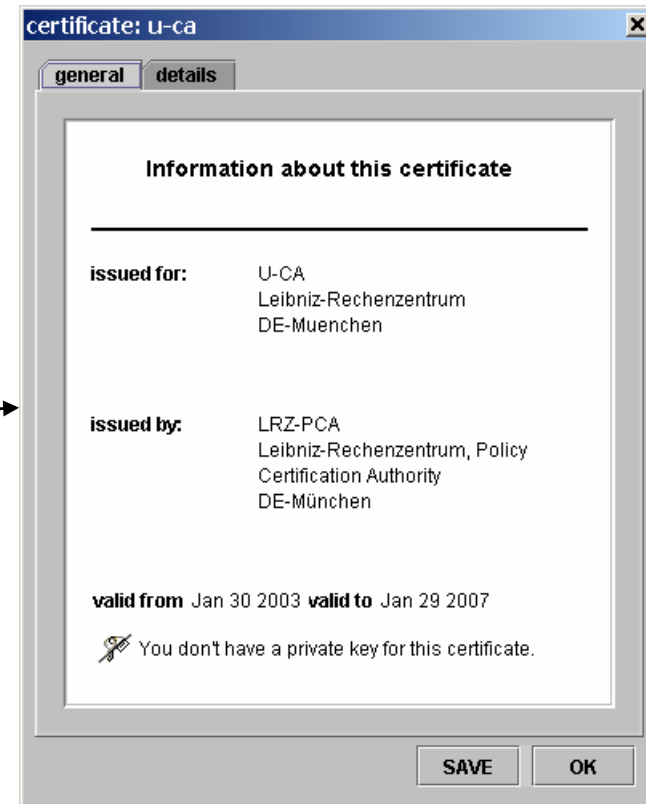 certificate: u-ca
general details
Information about this certificate
issued for: U-CA
Leibniz-Rechenzentrum
DE-Muenchen
issued by: LRZ-PCA
Leibniz-Rechenzentrum, Policy
Certification Authority
DE-München
valid from Jan 30 2003 valid to Jan 29 2007
You don't have a private key for this certificate.
SAVE OK